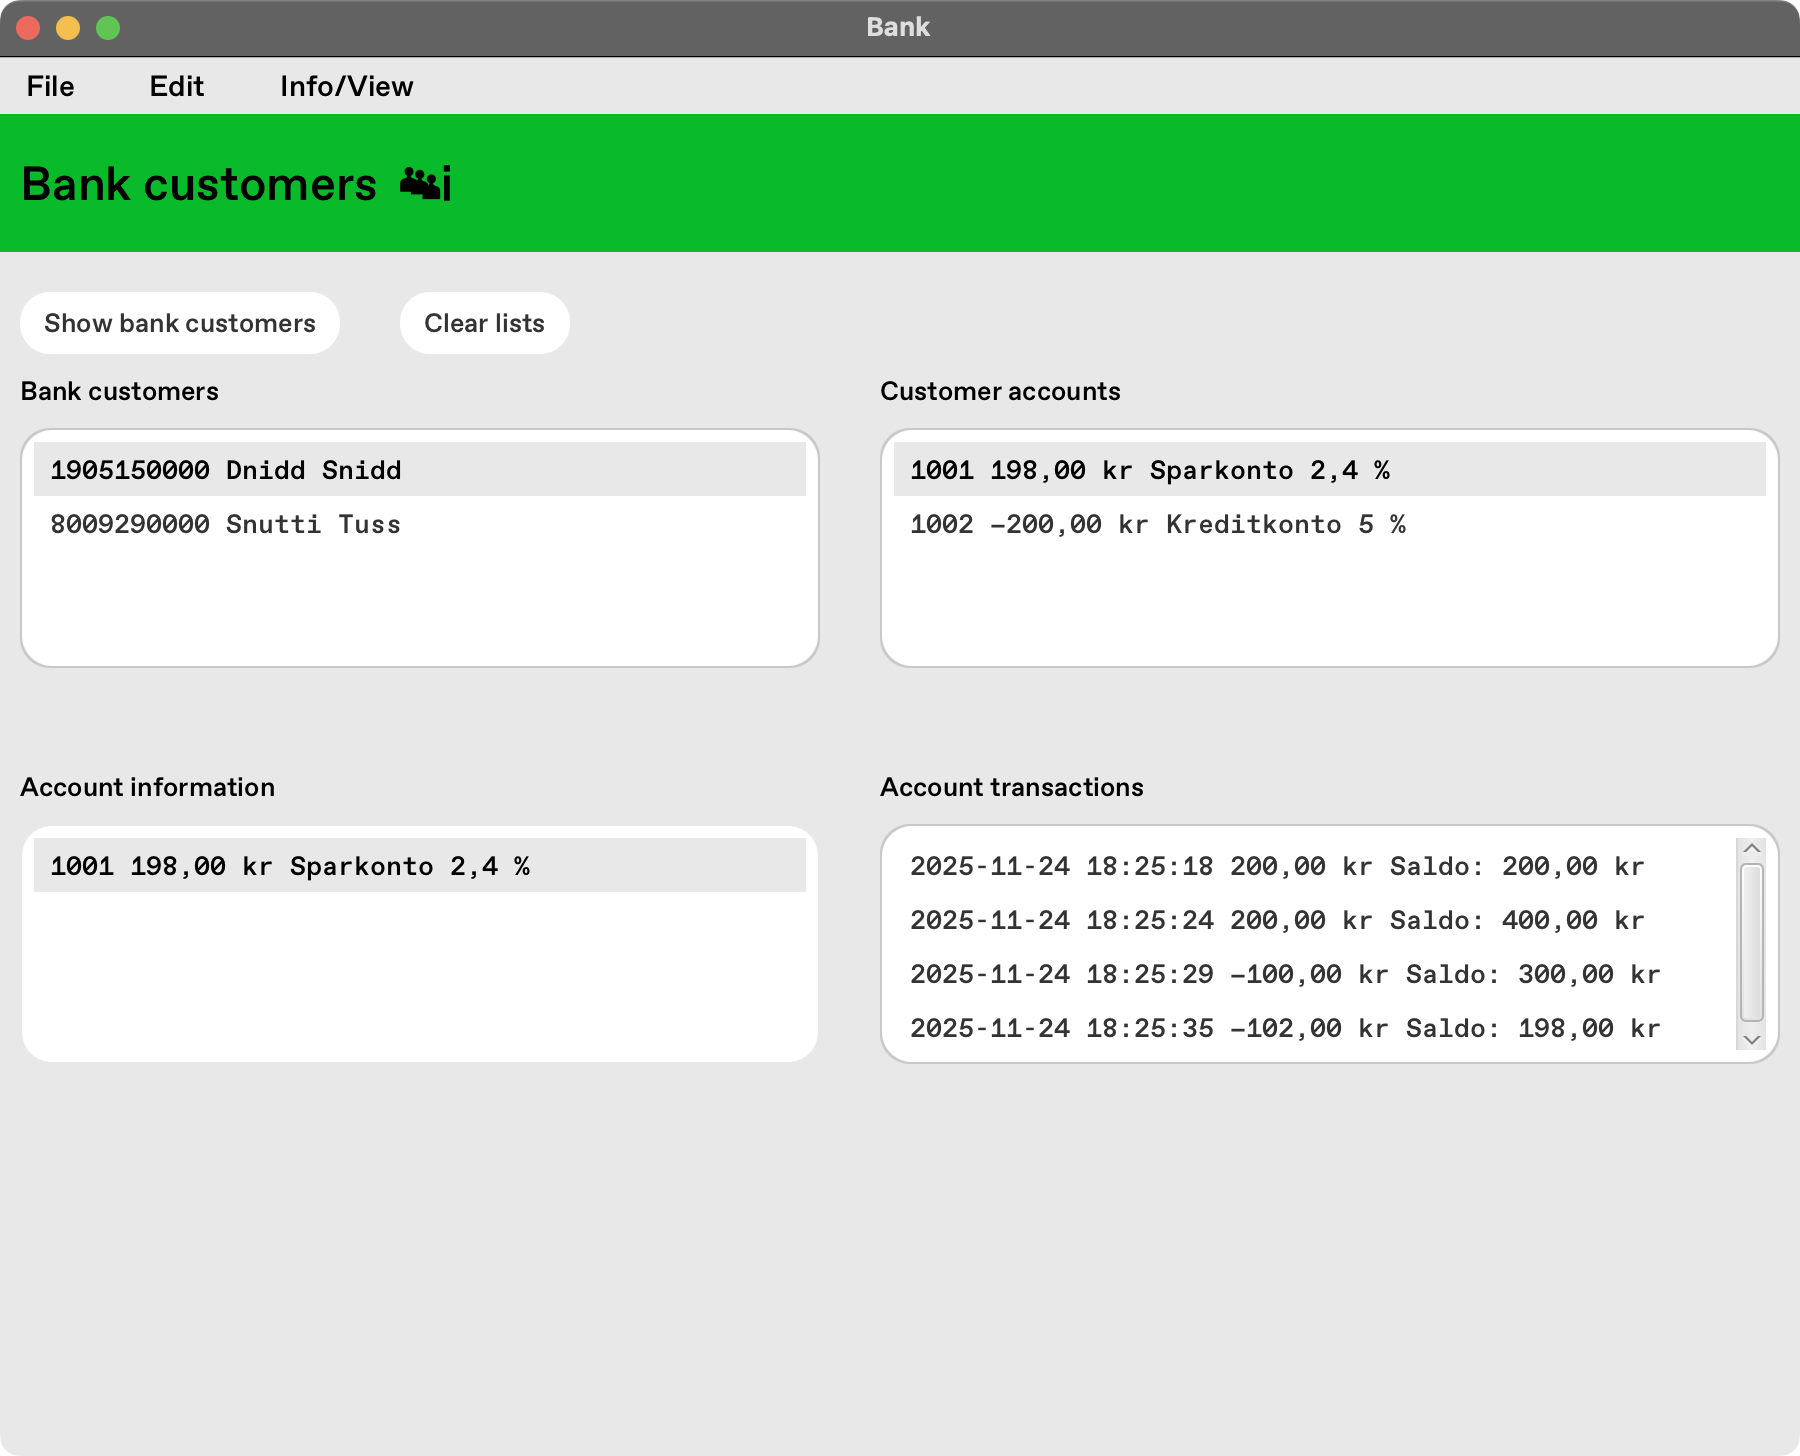 Bank
File Edit Info/View
Bank customers
Show bank customers Clear lists
Bank customers
1905150000 Dnidd Snidd
8009290000 Snutti Tuss
Customer accounts
1001 198,00 kr Sparkonto 2,4 %
1002 −200,00 kr Kreditkonto 5 %
Account information
1001 198,00 kr Sparkonto 2,4 %
Account transactions
2025-11-24 18:25:18 200,00 kr Saldo: 200,00 kr
2025-11-24 18:25:24 200,00 kr Saldo: 400,00 kr
2025-11-24 18:25:29 −100,00 kr Saldo: 300,00 kr
2025-11-24 18:25:35 −102,00 kr Saldo: 198,00 kr